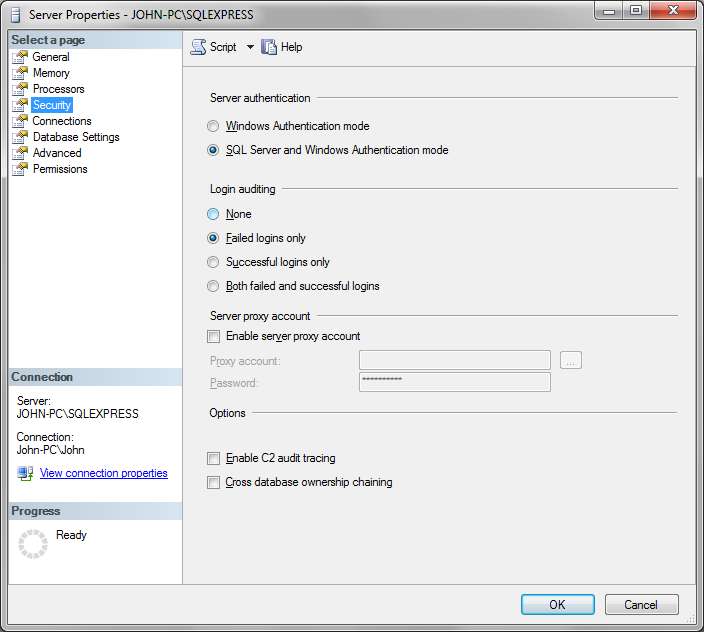 Server Properties - JOHN-PC\SQLEXPRESS
Select a page
General
Memory
Processors
Security
Connections
Database Settings
Advanced
Permissions
Connection
Server:
JOHN-PC\SQLEXPRESS
Connection:
John-PC\John
View connection properties
Progress
Ready
Script
Help
Server authentication
Windows Authentication mode
SQL Server and Windows Authentication mode
Login auditing
None
Failed logins only
Successful logins only
Both failed and successful logins
Server proxy account
Enable server proxy account
Proxy account:
...
Password: **********
Options
Enable C2 audit tracing
Cross database ownership chaining
OK
Cancel